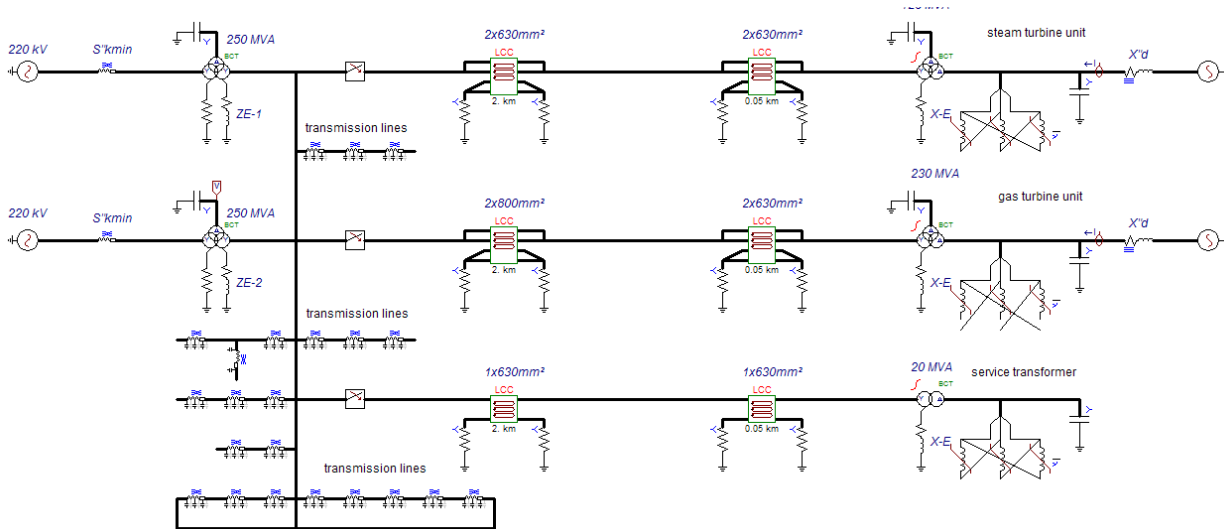 220 kV
S"kmin
250 MVA
Y
BCT
ZE-1
2x630mm²
LCC
2. km
2x630mm²
LCC
0.05 km
BCT
steam turbine unit
X"d
X-E
transmission lines
220 kV
S"kmin
V
250 MVA
Y
BCT
ZE-2
2x800mm²
LCC
2. km
2x630mm²
LCC
0.05 km
230 MVA
BCT
gas turbine unit
X"d
X-E
transmission lines
1x630mm²
LCC
2. km
1x630mm²
LCC
0.05 km
20 MVA
BCT
service transformer
X-E
transmission lines